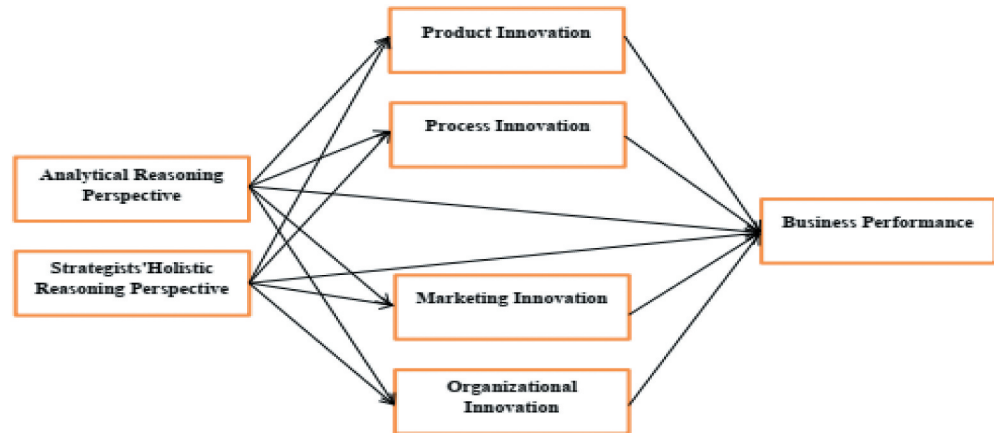 Product Innovation
Process Innovation
Analytical Reasoning
Perspective
Business Performance
Strategists'Holistic
Reasoning Perspective
Marketing Innovation
Organizational
Innovation